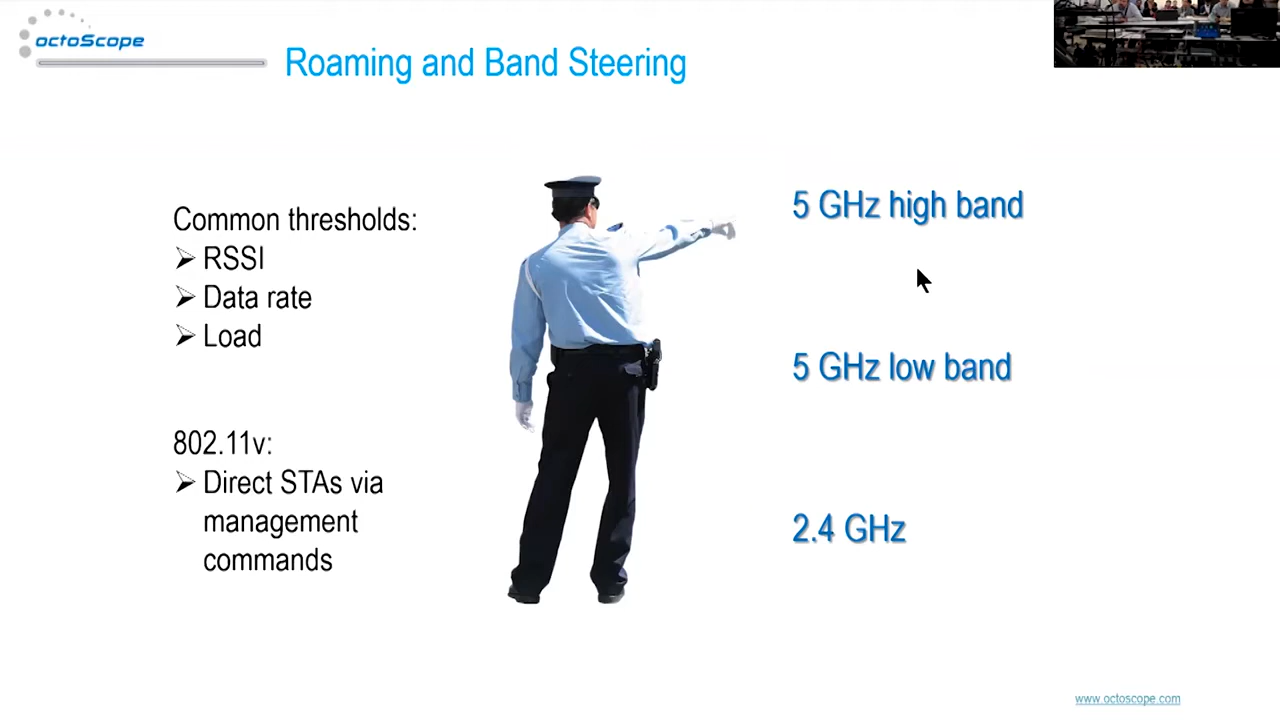 octoScope
Roaming and Band Steering
Common thresholds:
➢ RSSI
➢ Data rate
➢ Load
802.11v:
➢ Direct STAs via
management
commands
5 GHz high band
5 GHz low band
2.4 GHz
www.octoscope.com